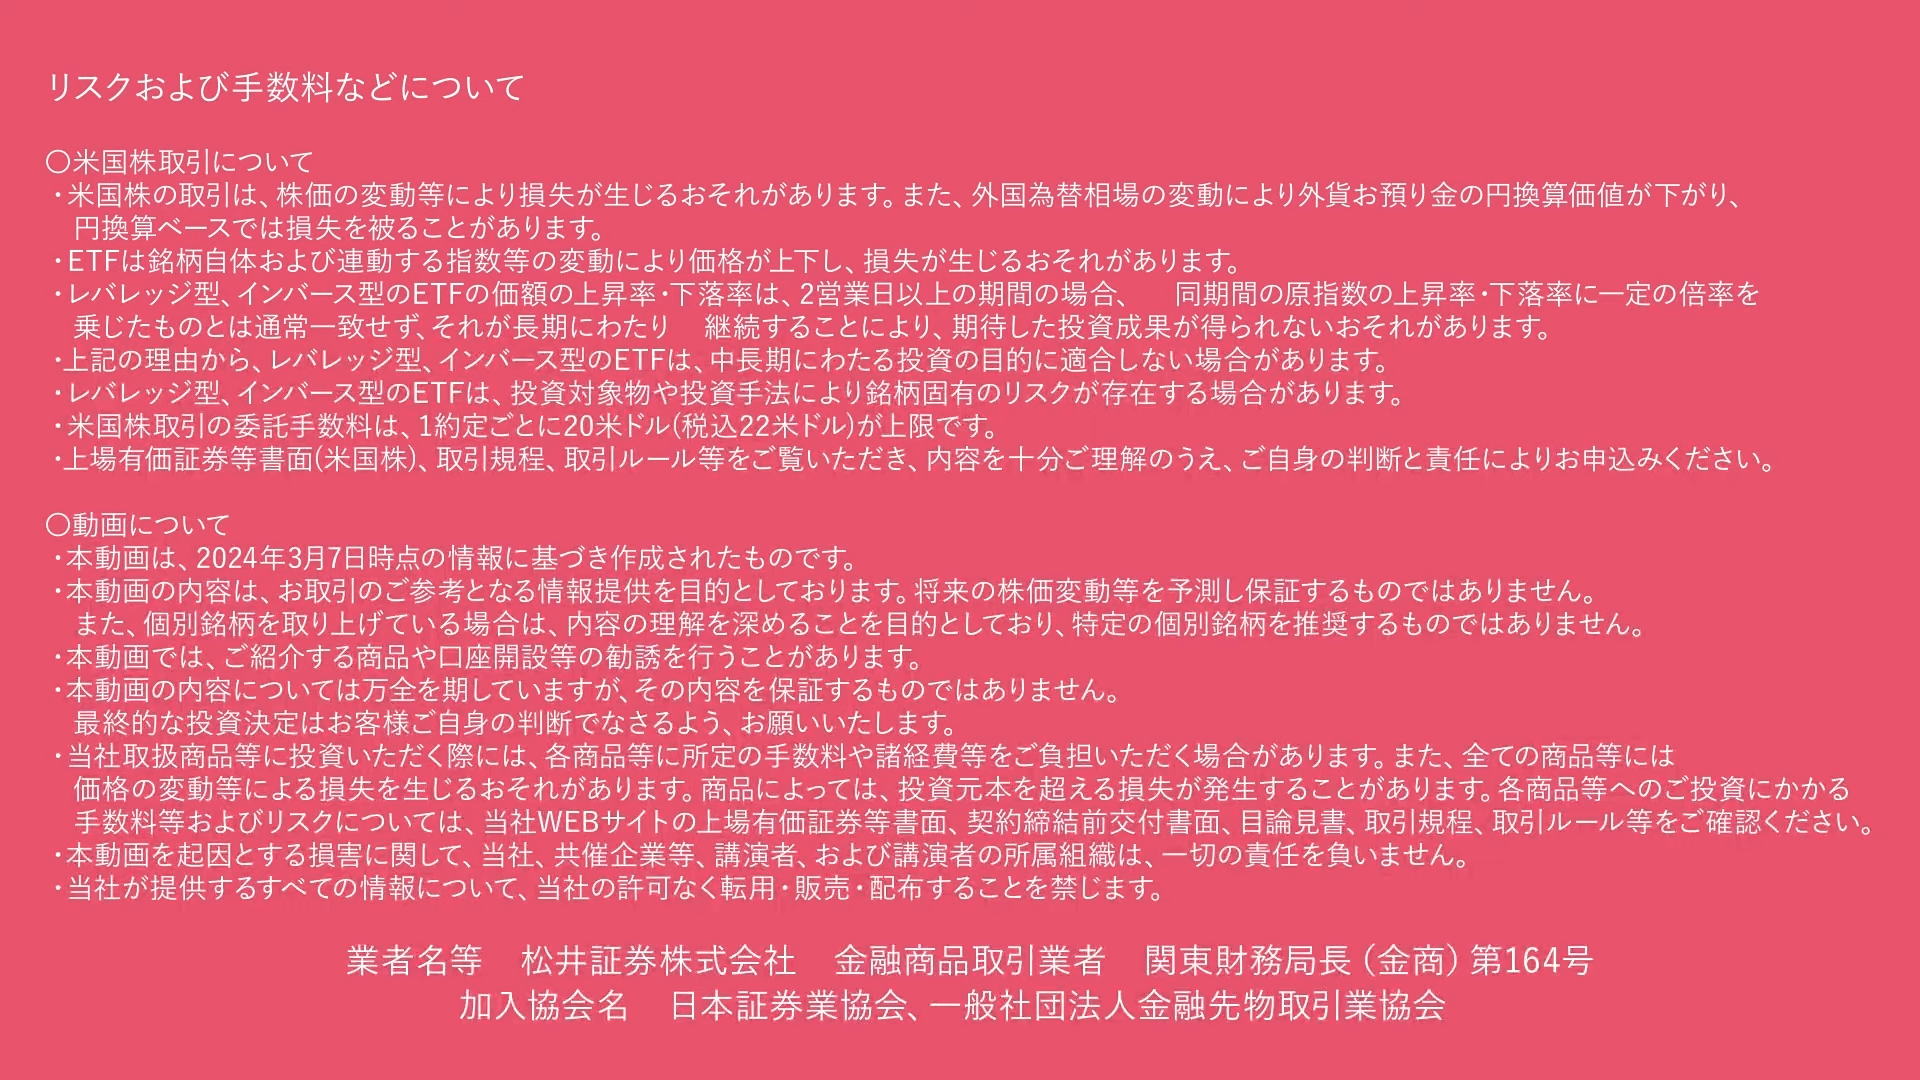 リスクおよび手数料などについて
〇米国株取引について
・米国株の取引は、株価の変動等により損失が生じるおそれがあります。また、外国為替相場の変動により外貨お預り金の円換算価値が下がり、
円換算ベースでは損失を被ることがあります。
・ETFは銘柄自体および連動する指数等の変動により価格が上下し、損失が生じるおそれがあります。
・レバレッジ型、インバース型のETFの価額の上昇率・下落率は、2営業日以上の期間の場合、　同期間の原指数の上昇率・下落率に一定の倍率を
乗じたものとは通常一致せず、それが長期にわたり　継続することにより、期待した投資成果が得られないおそれがあります。
・上記の理由から、レバレッジ型、インバース型のETFは、中長期にわたる投資の目的に適合しない場合があります。
・レバレッジ型、インバース型のETFは、投資対象物や投資手法により銘柄固有のリスクが存在する場合があります。
・米国株取引の委託手数料は、1約定ごとに20米ドル(税込22米ドル)が上限です。
・上場有価証券等書面(米国株)、取引規程、取引ルール等をご覧いただき、内容を十分ご理解のうえ、ご自身の判断と責任によりお申込みください。
〇動画について
・本動画は、2024年3月7日時点の情報に基づき作成されたものです。
・本動画の内容は、お取引のご参考となる情報提供を目的としております。将来の株価変動等を予測し保証するものではありません。
また、個別銘柄を取り上げている場合は、内容の理解を深めることを目的としており、特定の個別銘柄を推奨するものではありません。
・本動画では、ご紹介する商品や口座開設等の勧誘を行うことがあります。
・本動画の内容については万全を期していますが、その内容を保証するものではありません。
最終的な投資決定はお客様ご自身の判断でなさるよう、お願いいたします。
・当社取扱商品等に投資いただく際には、各商品等に所定の手数料や諸経費等をご負担いただく場合があります。また、全ての商品等には
価格の変動等による損失を生じるおそれがあります。商品によっては、投資元本を超える損失が発生することがあります。各商品等へのご投資にかかる
手数料等およびリスクについては、当社WEBサイトの上場有価証券等書面、契約締結前交付書面、目論見書、取引規程、取引ルール等をご確認ください。
・本動画を起因とする損害に関して、当社、共催企業等、講演者、および講演者の所属組織は、一切の責任を負いません。
・当社が提供するすべての情報について、当社の許可なく転用・販売・配布することを禁じます。
業者名等　松井証券株式会社　金融商品取引業者　関東財務局長（金商）第164号
加入協会名　日本証券業協会、一般社団法人金融先物取引業協会